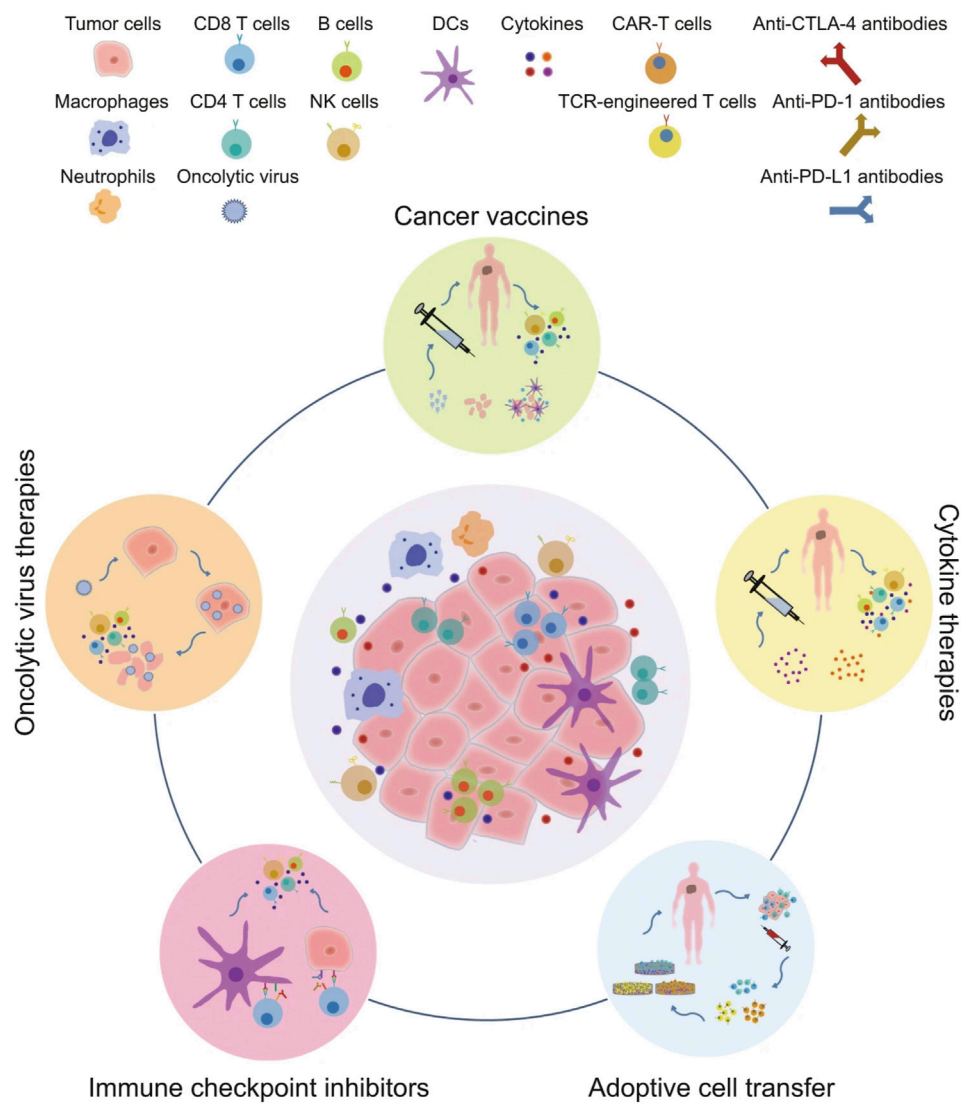 Tumor cells
CD8 T cells
B cells
DCs
Cytokines
CAR-T cells
Anti-CTLA-4 antibodies
Macrophages
CD4 T cells
NK cells
TCR-engineered T cells
Anti-PD-1 antibodies
Neutrophils
Oncolytic virus
Anti-PD-L1 antibodies
Cancer vaccines
Oncolytic virus therapies
Cytokine therapies
Immune checkpoint inhibitors
Adoptive cell transfer